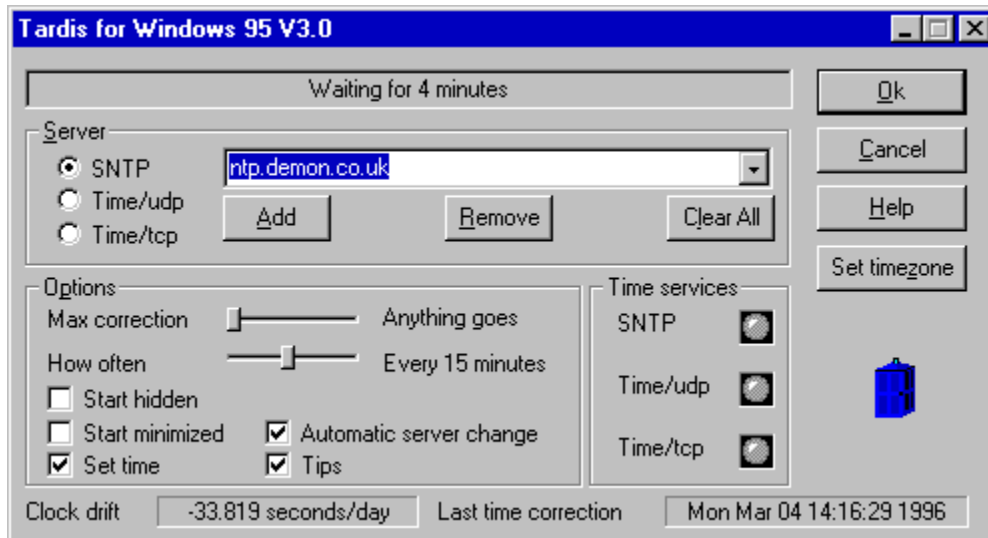 Tardis for Windows 95 V3.0
Waiting for 4 minutes
Ok
Server
SNTP
ntp.demon.co.uk
Cancel
Time/udp
Add
Remove
Clear All
Help
Time/tcp
Set timezone
Options
Max correction
Anything goes
How often
Every 15 minutes
Start hidden
Start minimized
Automatic server change
Set time
Tips
Time services
SNTP
Time/udp
Time/tcp
Clock drift
-33.819 seconds/day
Last time correction
Mon Mar 04 14:16:29 1996